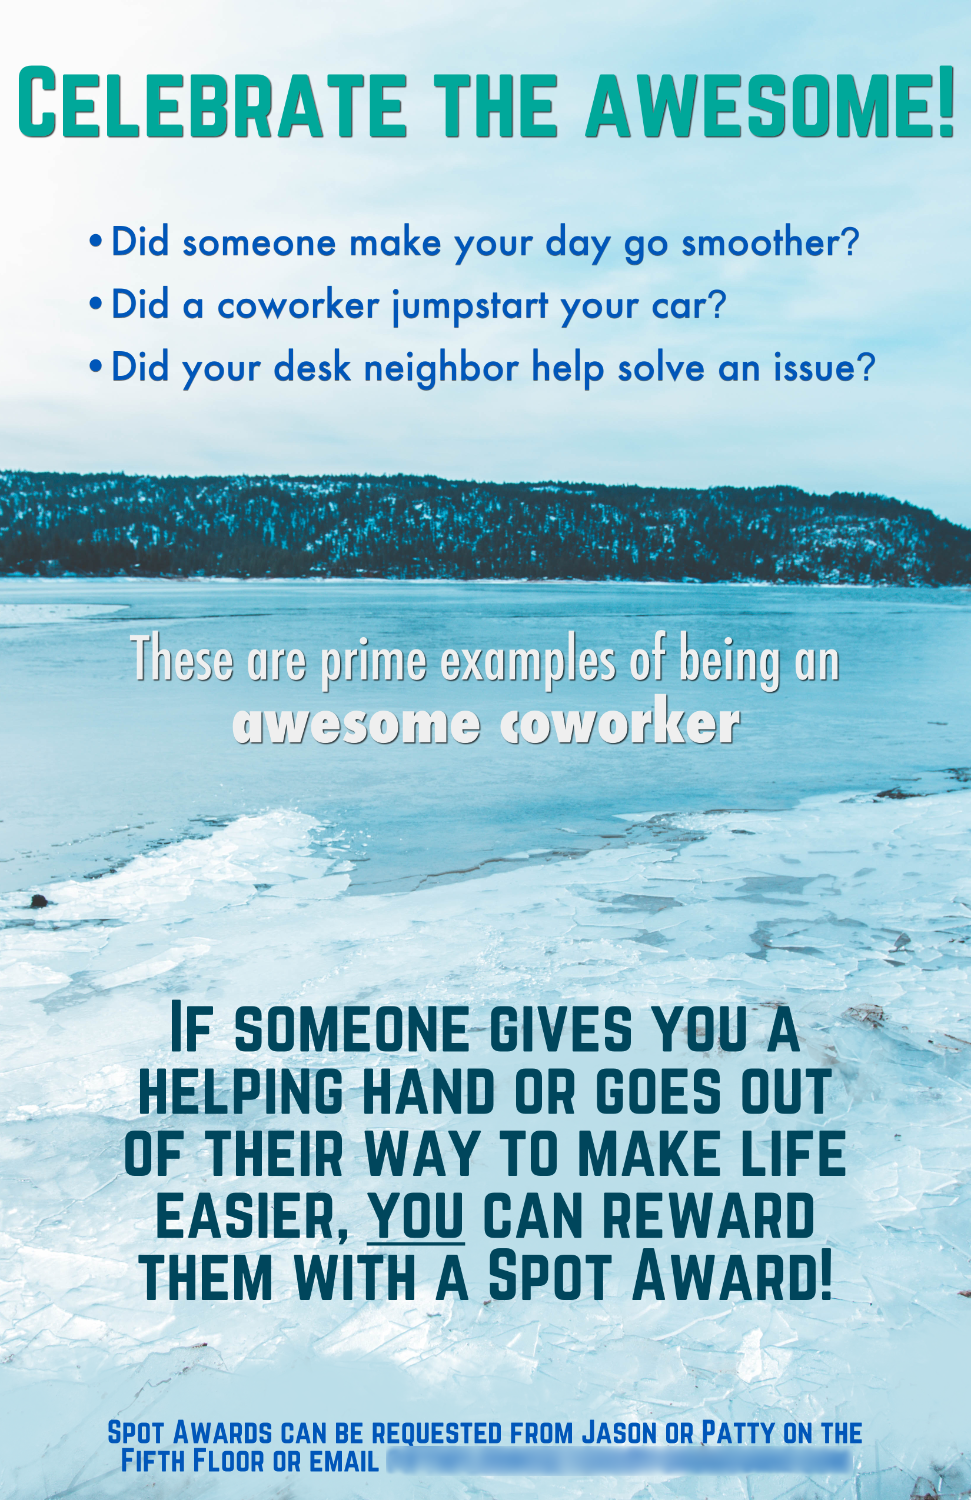 Celebrate the awesome!
• Did someone make your day go smoother?
• Did a coworker jumpstart your car?
• Did your desk neighbor help solve an issue?
These are prime examples of being an
awesome coworker
If someone gives you a
helping hand or goes out
of their way to make life
easier, you can reward
them with a Spot Award!
Spot Awards can be requested from Jason or Patty on the
Fifth Floor or email